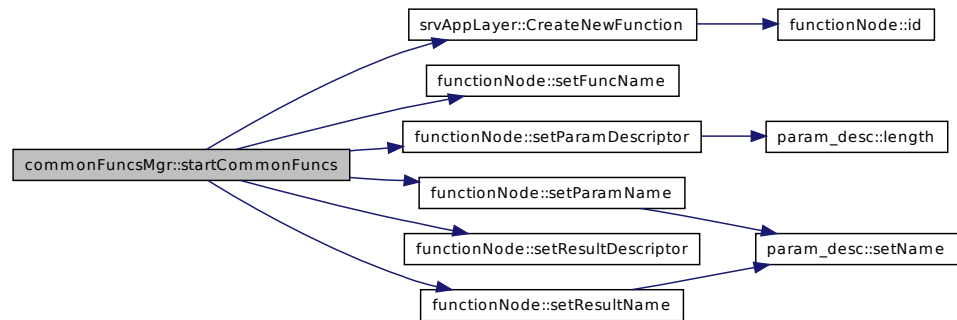 srvAppLayer::CreateNewFunction
functionNode::id
functionNode::setFuncName
functionNode::setParamDescriptor
param_desc::length
commonFuncsMgr::startCommonFuncs
functionNode::setParamName
functionNode::setResultDescriptor
param_desc::setName
functionNode::setResultName